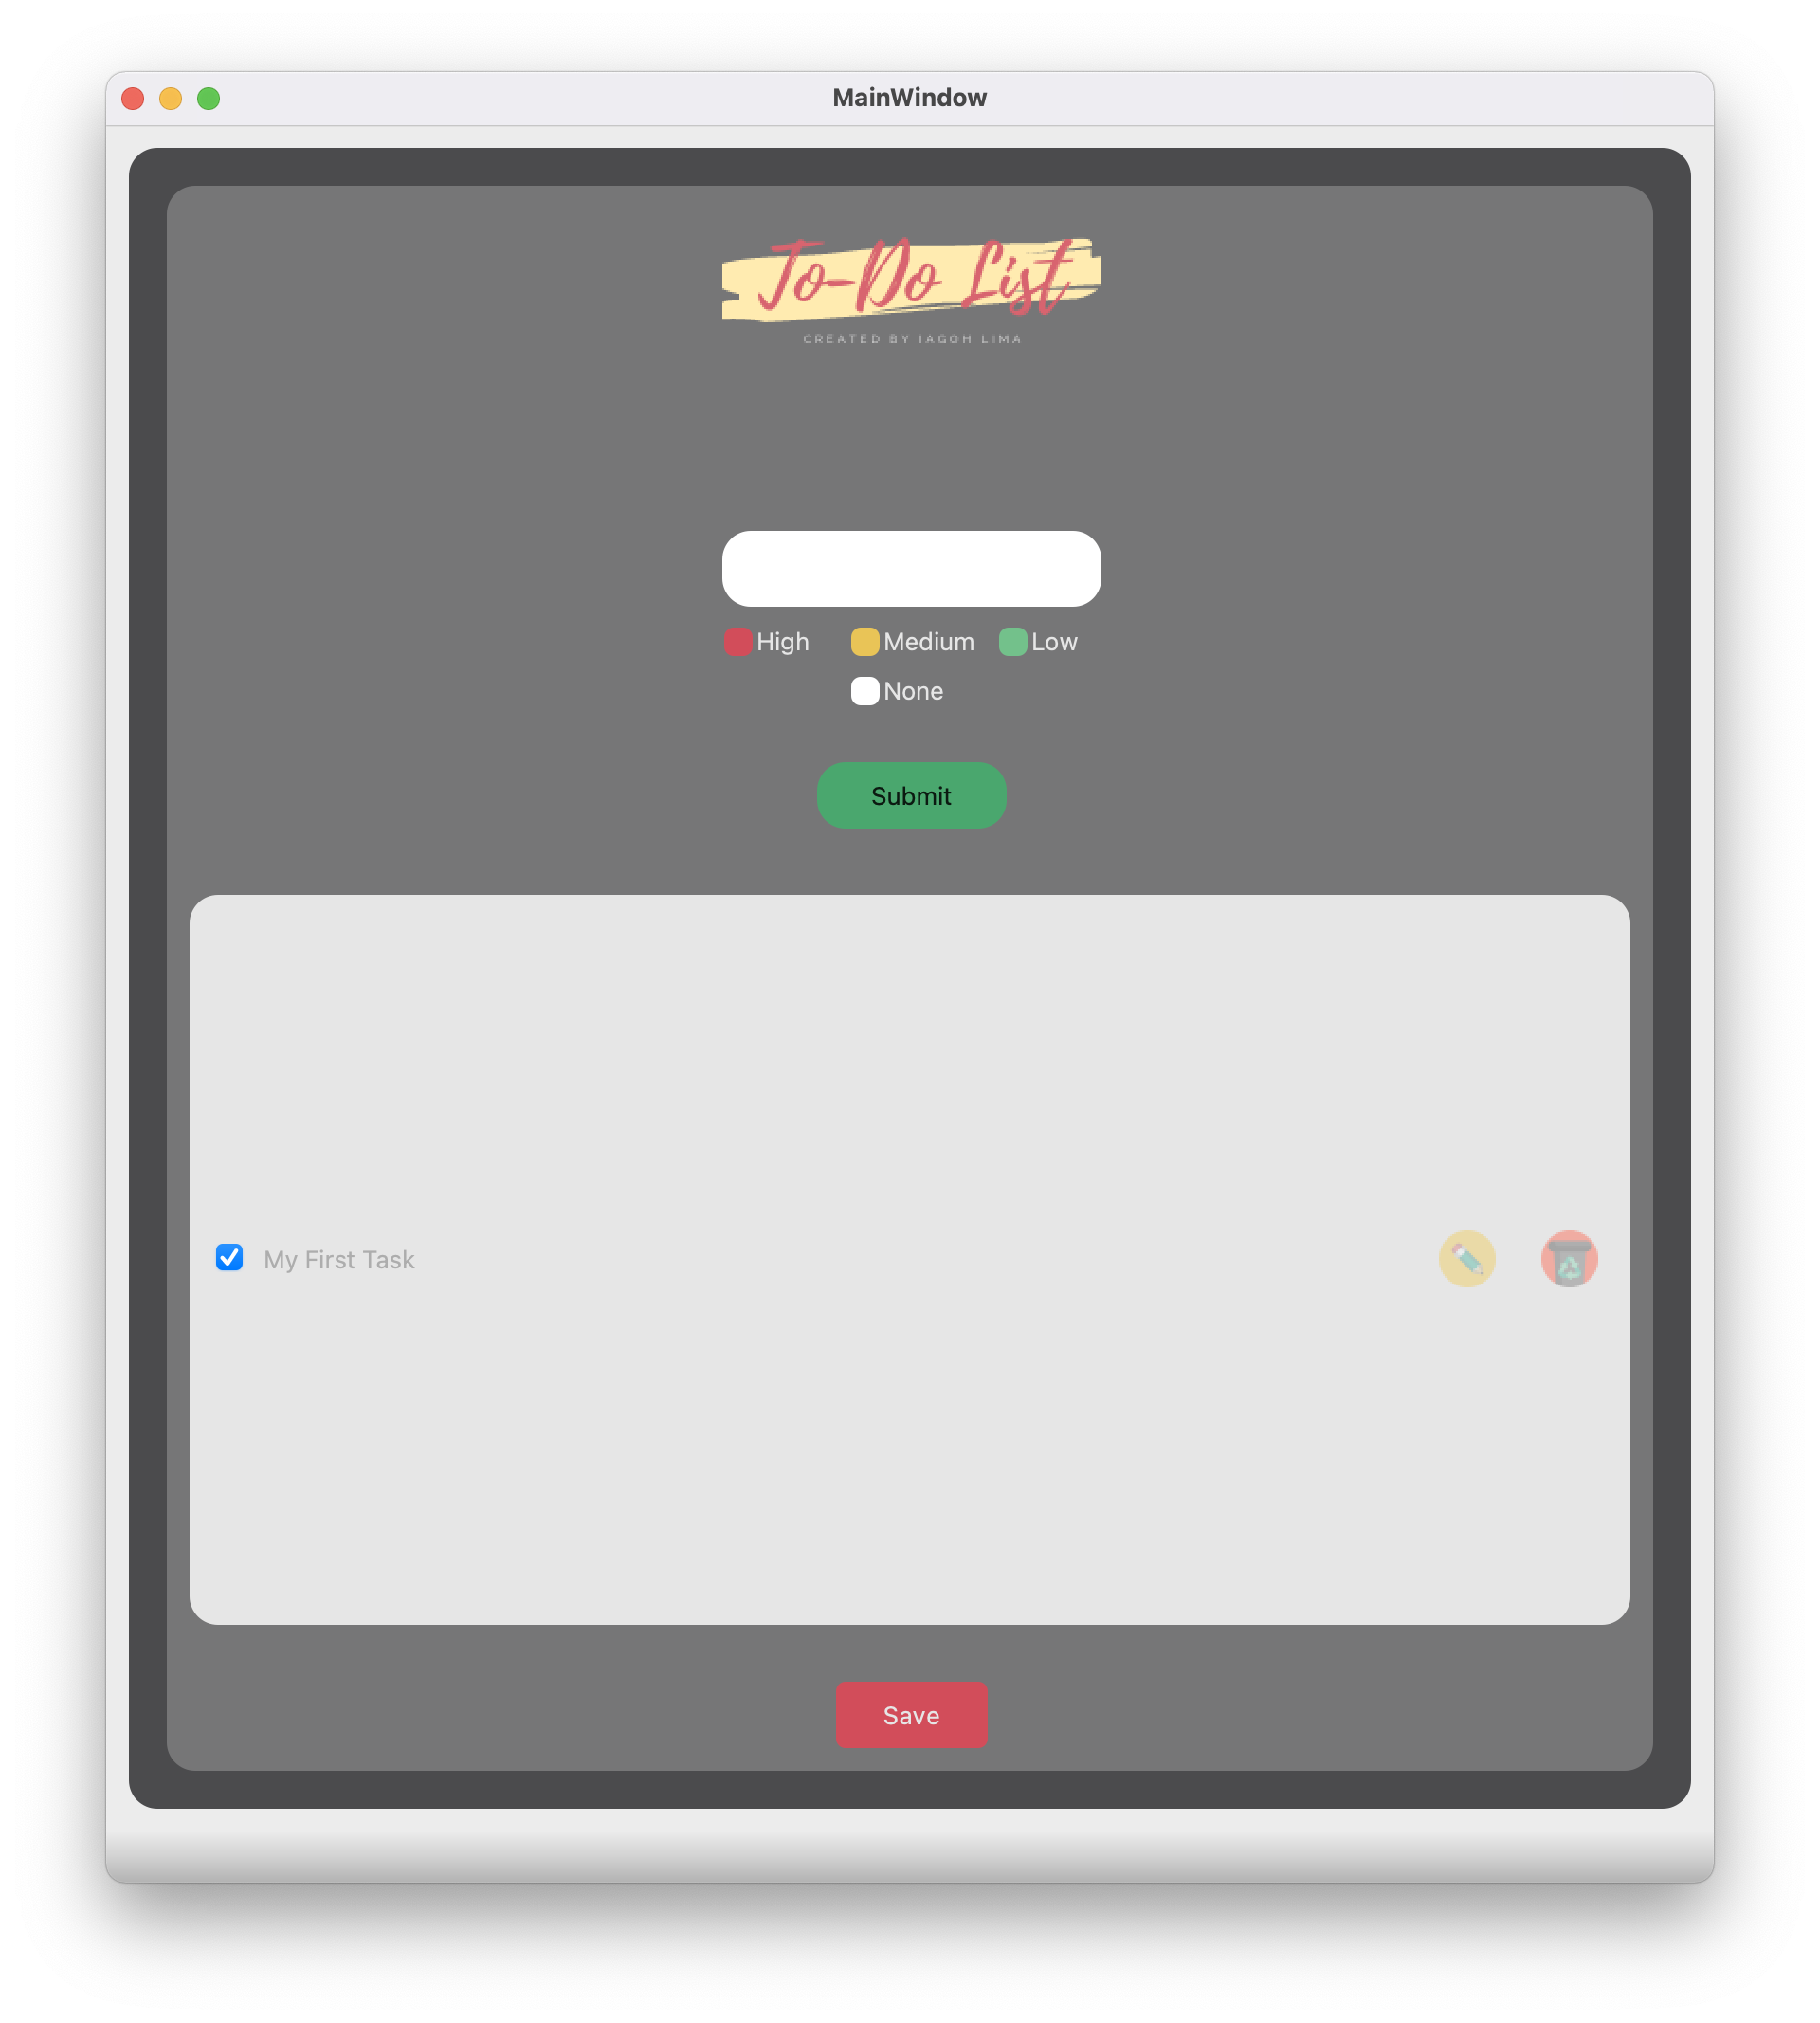 MainWindow
To-Do List
CREATED BY IAGOH LIMA
High Medium Low
None
Submit
My First Task
Save